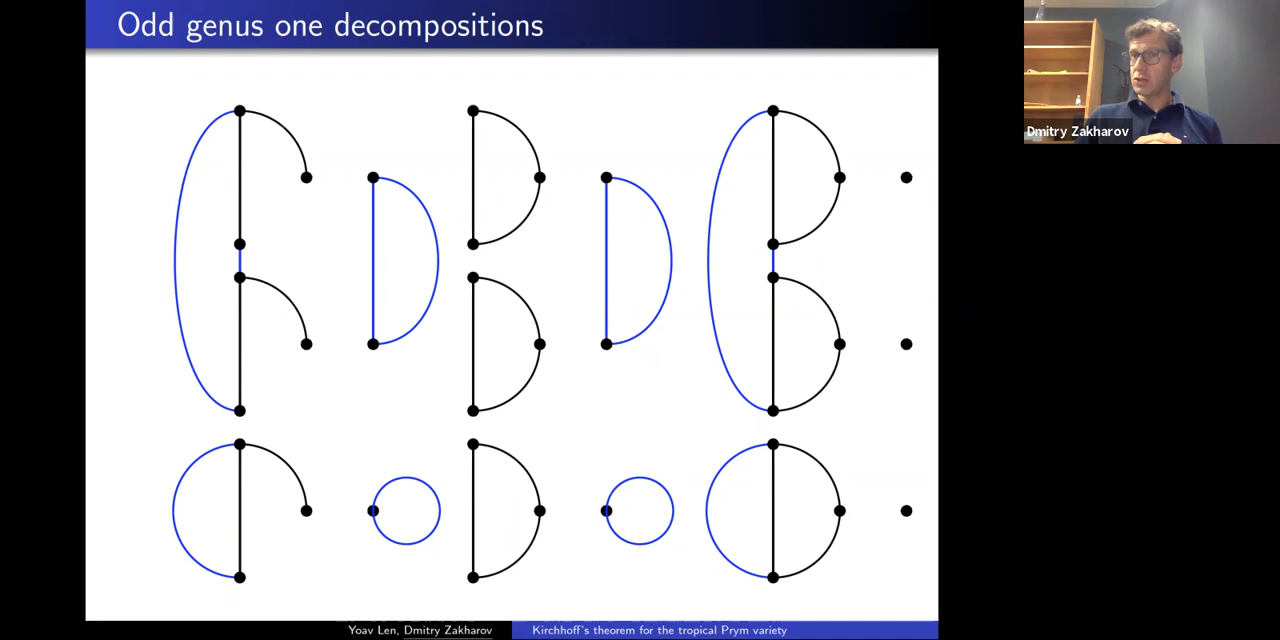 Odd genus one decompositions
Dmitry Zakharov
Yoav Len, Dmitry Zakharov
Kirchhoff's theorem for the tropical Prym variety